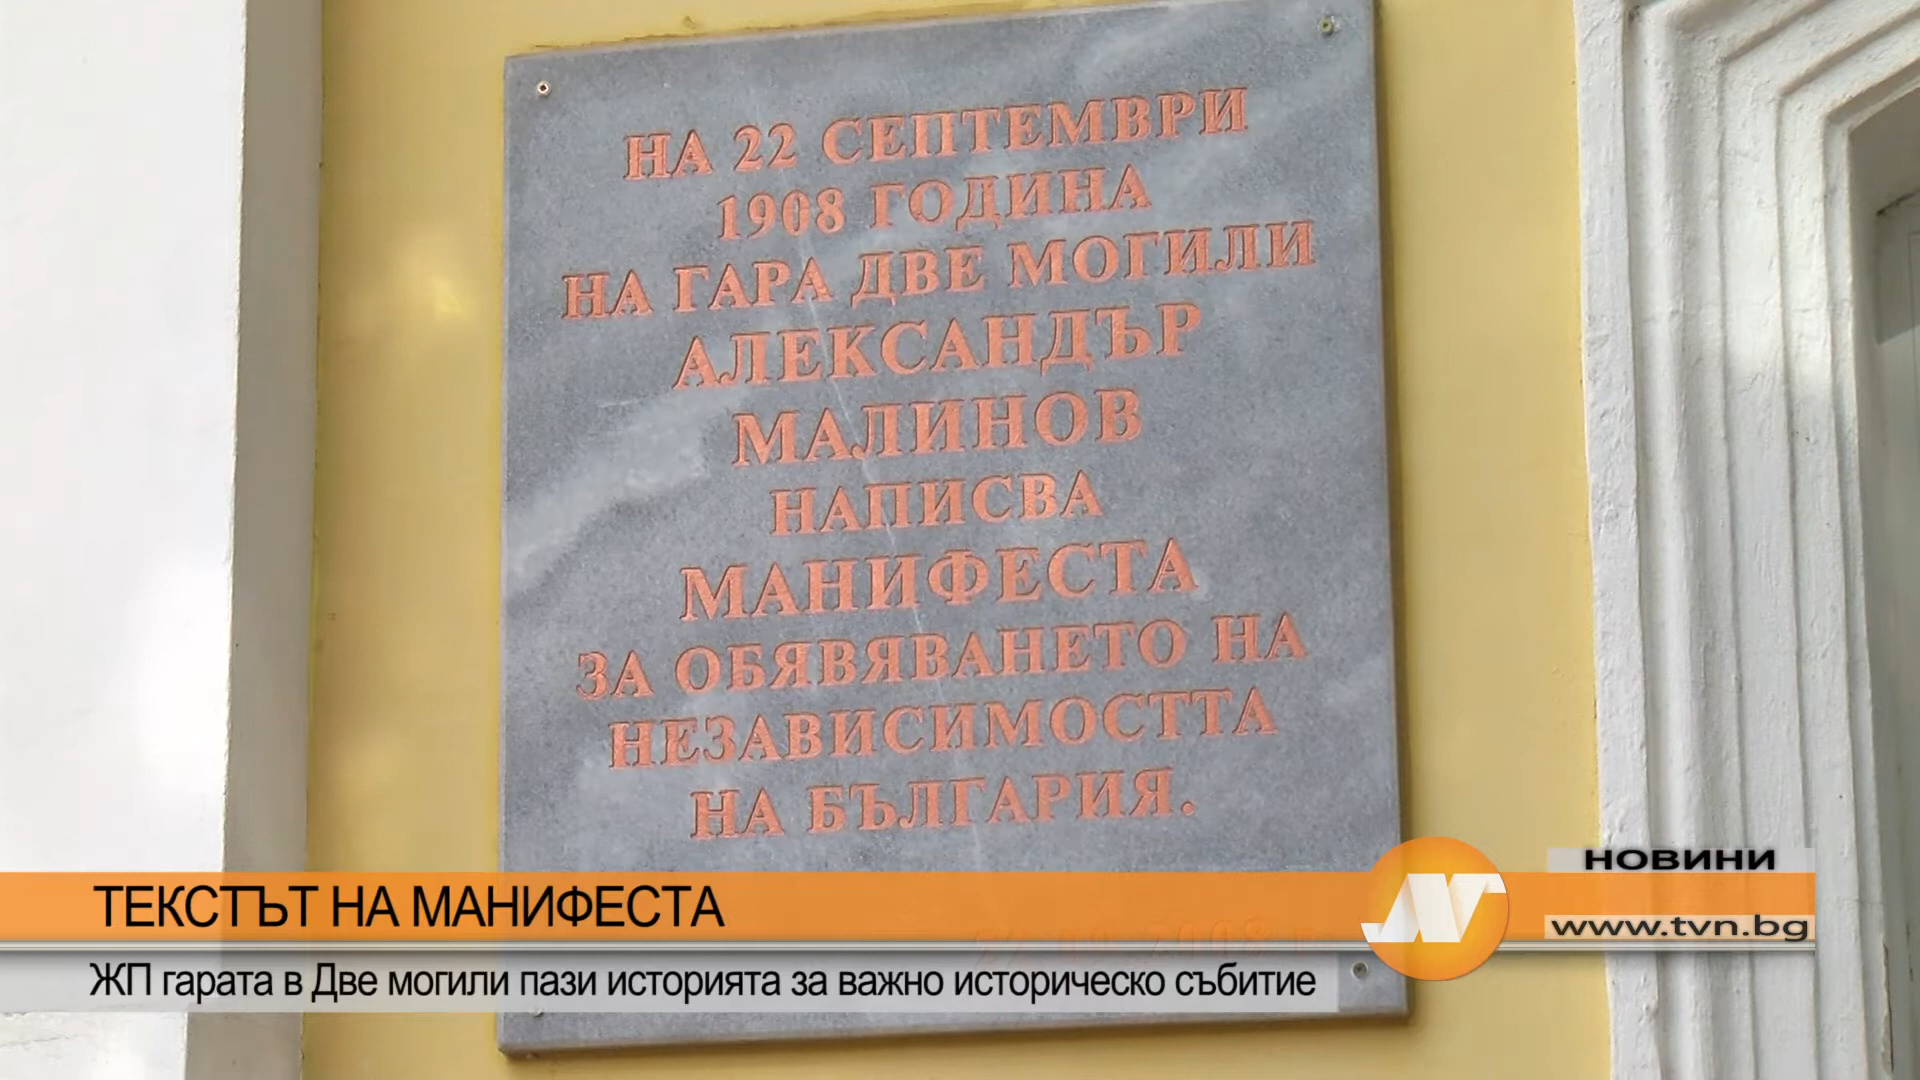 НА 22 СЕПТЕМВРИ
1908 ГОДИНА
НА ГАРА ДВЕ МОГИЛИ
АЛЕКСАНДЪР
МАЛИНОВ
НАПИСВА
МАНИФЕСТА
ЗА ОБЯВЯВАНЕТО НА
НЕЗАВИСИМОСТТА
НА БЪЛГАРИЯ.
НОВИНИ
ТЕКСТЪТ НА МАНИФЕСТА
www.tvn.bg
ЖП гарата в Две могили пази историята за важно историческо събитие